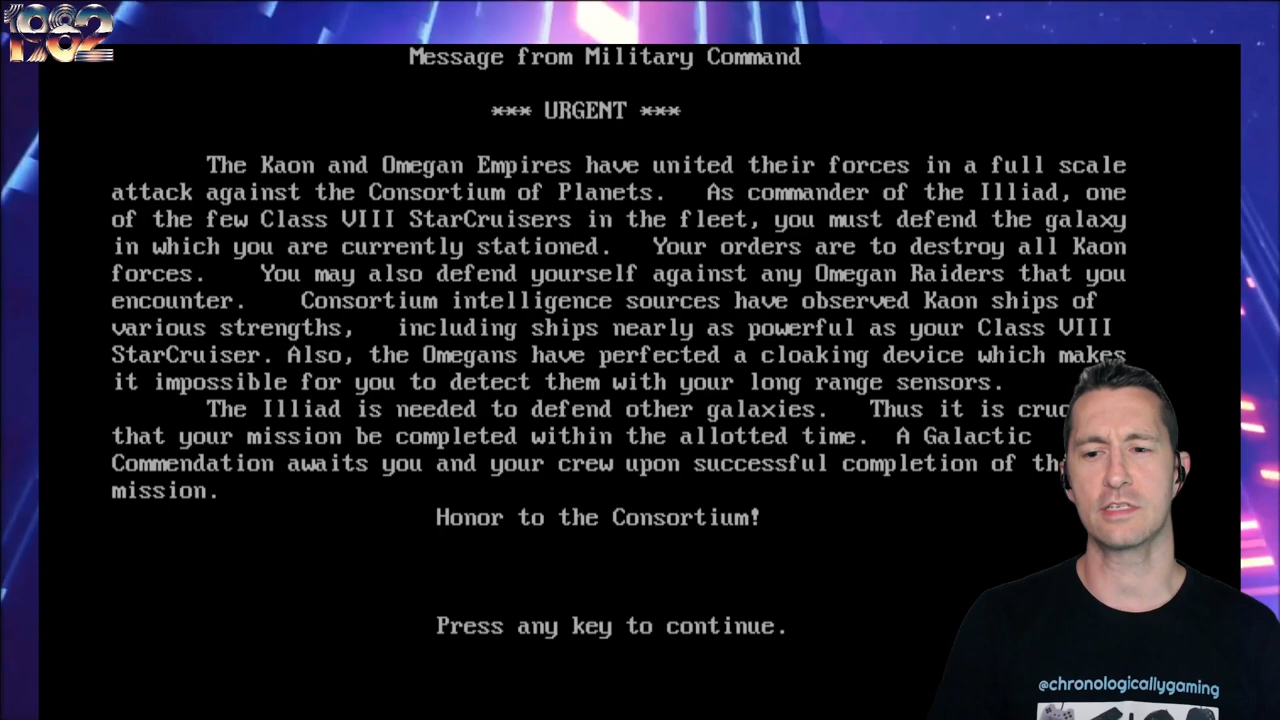 1982
Message from Military Command
*** URGENT ***
The Kaon and Omegan Empires have united their forces in a full scale
attack against the Consortium of Planets. As commander of the Illiad, one
of the few Class VIII StarCruisers in the fleet, you must defend the galaxy
in which you are currently stationed. Your orders are to destroy all Kaon
forces. You may also defend yourself against any Omegan Raiders that you
encounter. Consortium intelligence sources have observed Kaon ships of
various strengths, including ships nearly as powerful as your Class VIII
StarCruiser. Also, the Omegans have perfected a cloaking device which makes
it impossible for you to detect them with your long range sensors.
The Illiad is needed to defend other galaxies. Thus it is
that your mission be completed within the allotted time. A Galactic
Commendation awaits you and your crew upon successful completion of
mission.
Honor to the Consortium!
Press any key to continue.
@chronologicallygaming